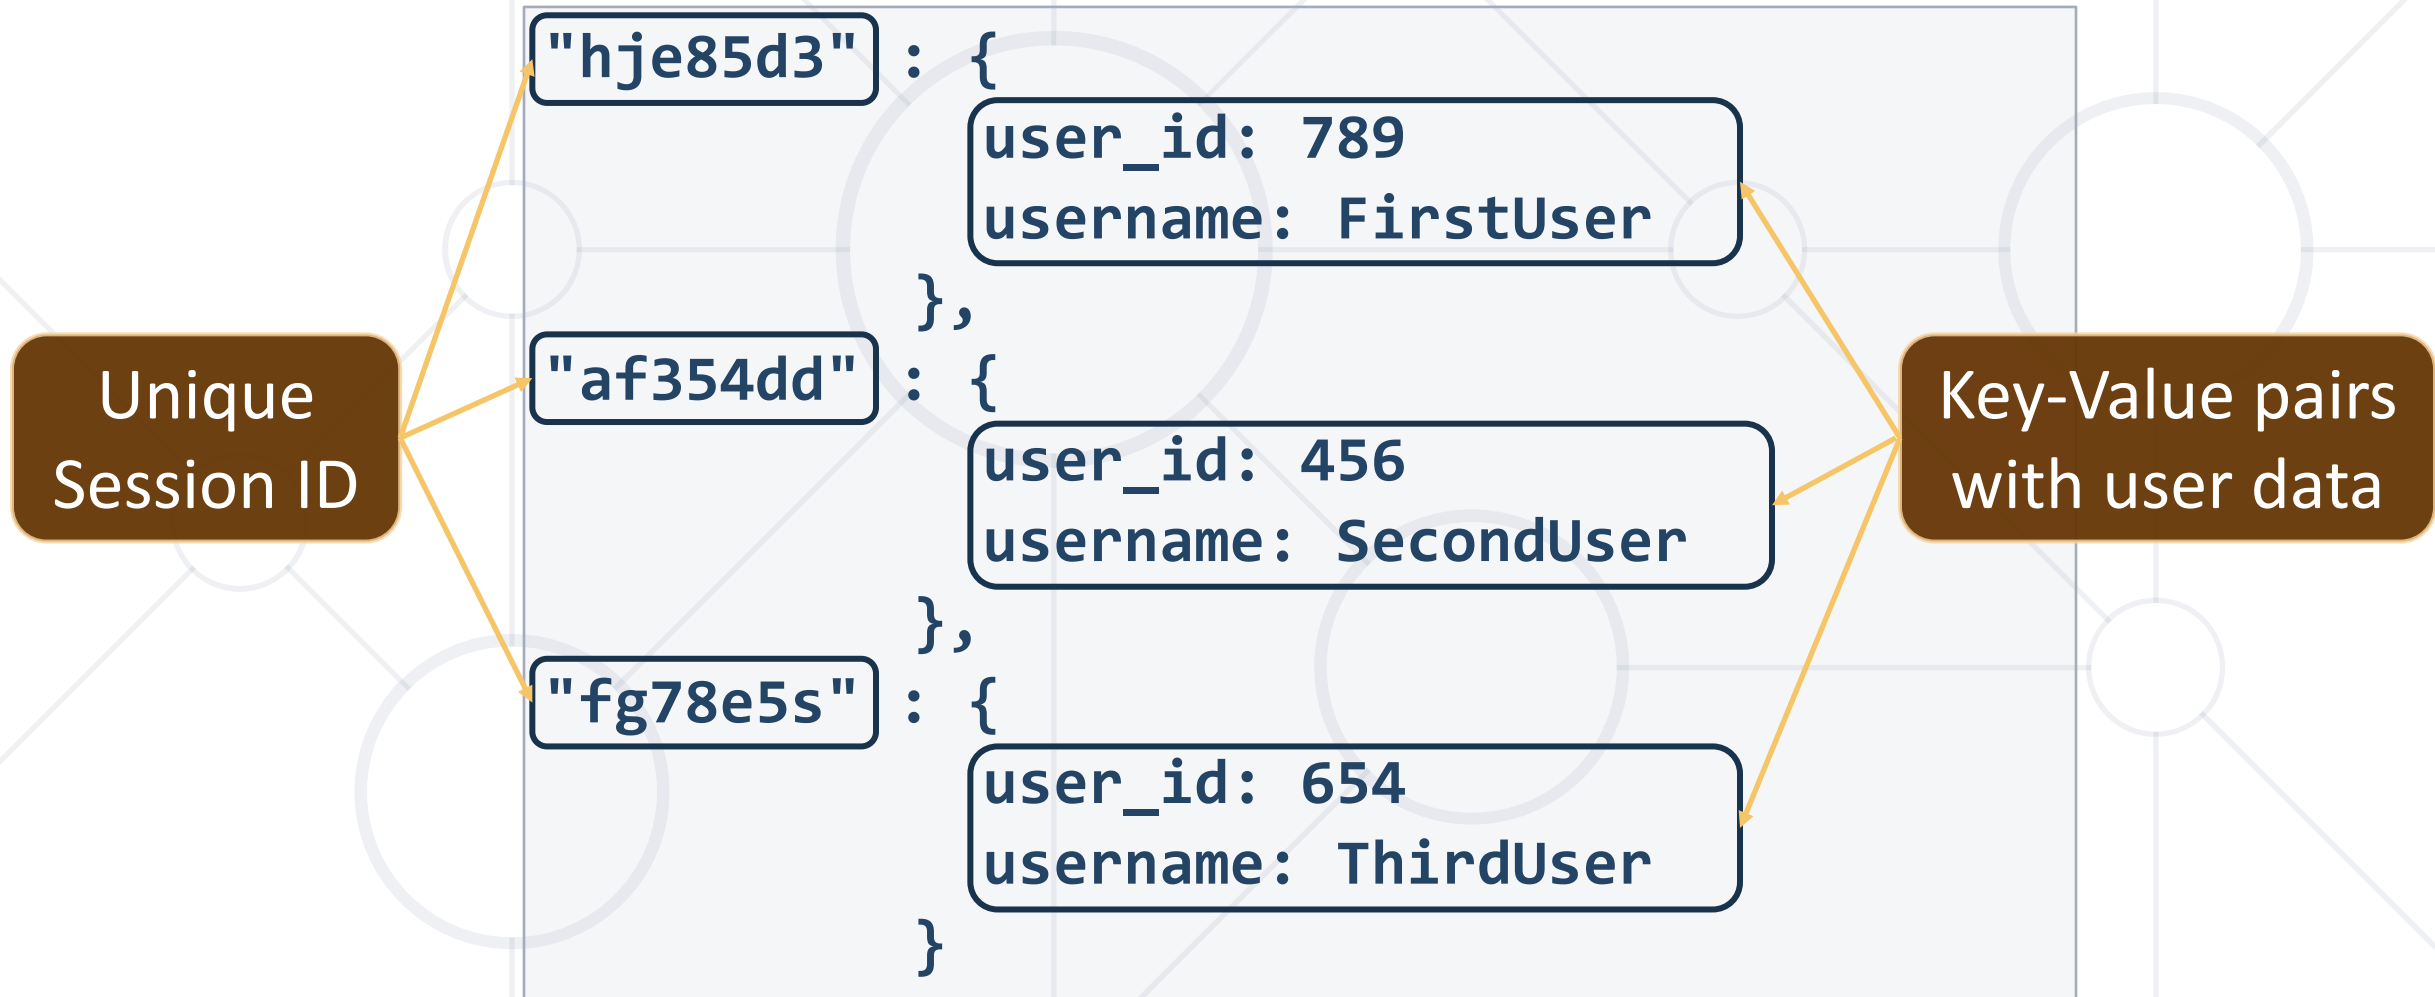 "hje85d3" : {
user_id: 789
username: FirstUser
},
Unique
Session ID
"af354dd" : {
user_id: 456
username: SecondUser
},
Key-Value pairs
with user data
"fg78e5s" : {
user_id: 654
username: ThirdUser
}